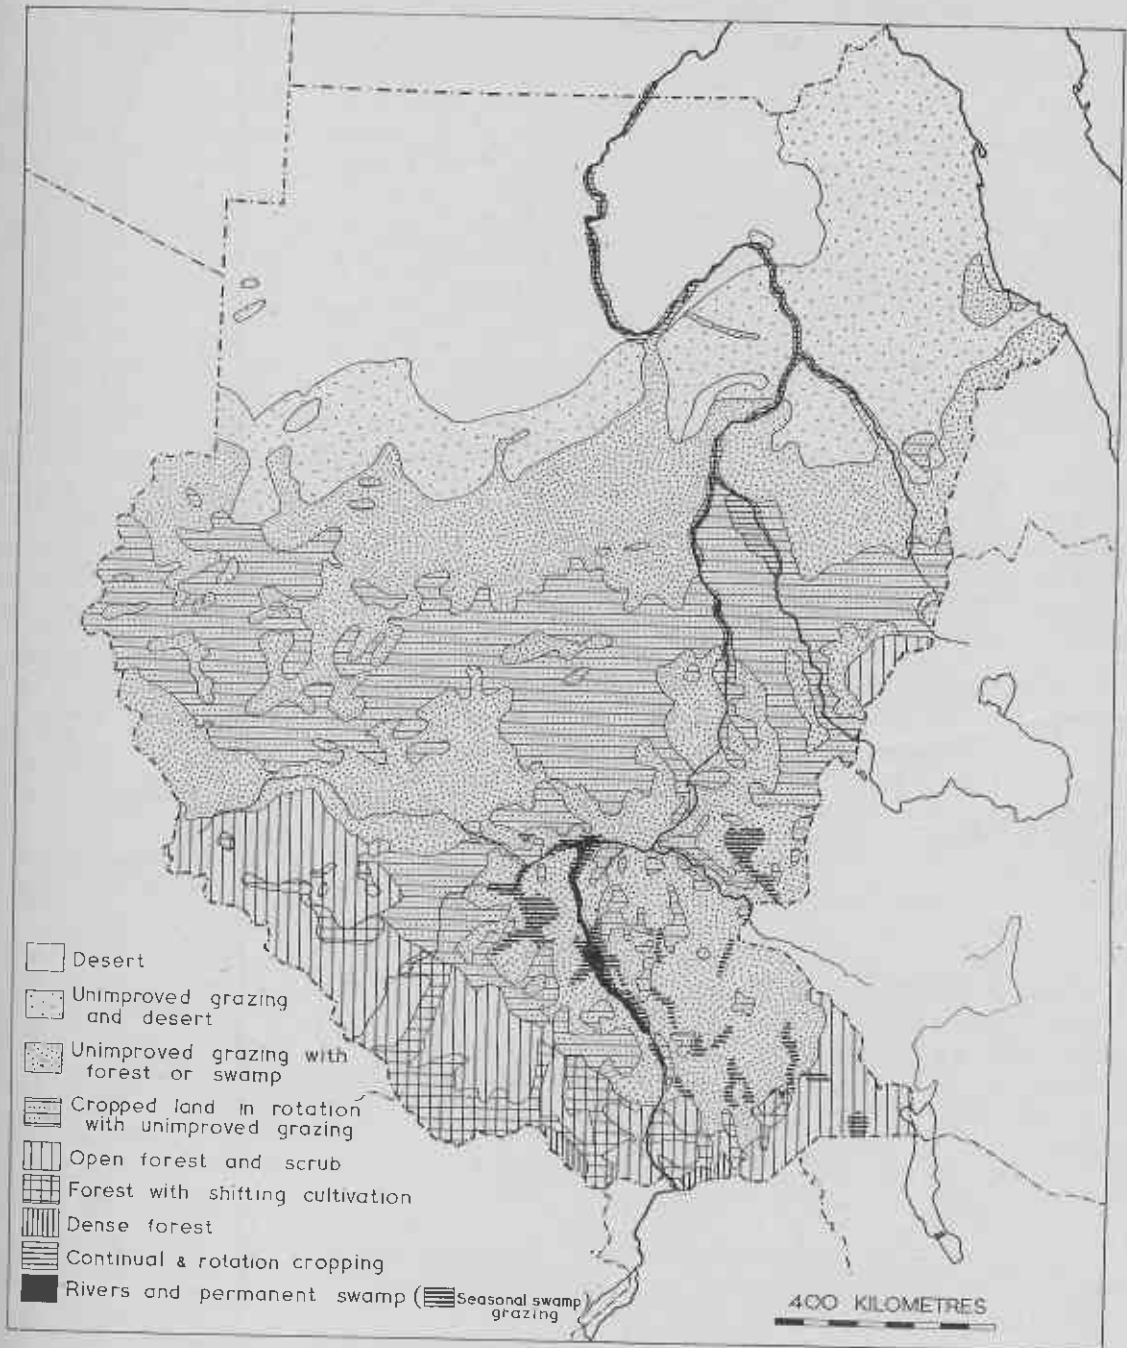 Desert
Unimproved grazing
and desert
Unimproved grazing with
forest or swamp
Cropped land in rotation
with unimproved grazing
Open forest and scrub
Forest with shifting cultivation
Dense forest
Continual & rotation cropping
Rivers and permanent swamp ( Seasonal swamp )
grazing
400 KILOMETRES